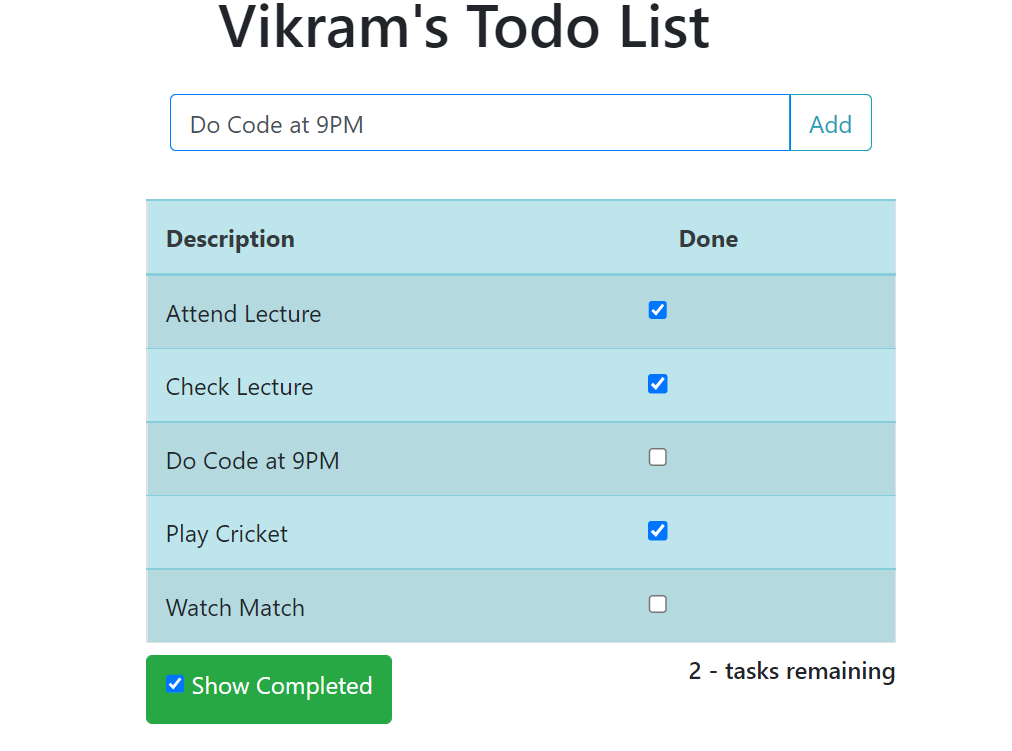 Vikram's Todo List
Do Code at 9PM Add
Description Done
Attend Lecture
Check Lecture
Do Code at 9PM
Play Cricket
Watch Match
Show Completed
2 - tasks remaining